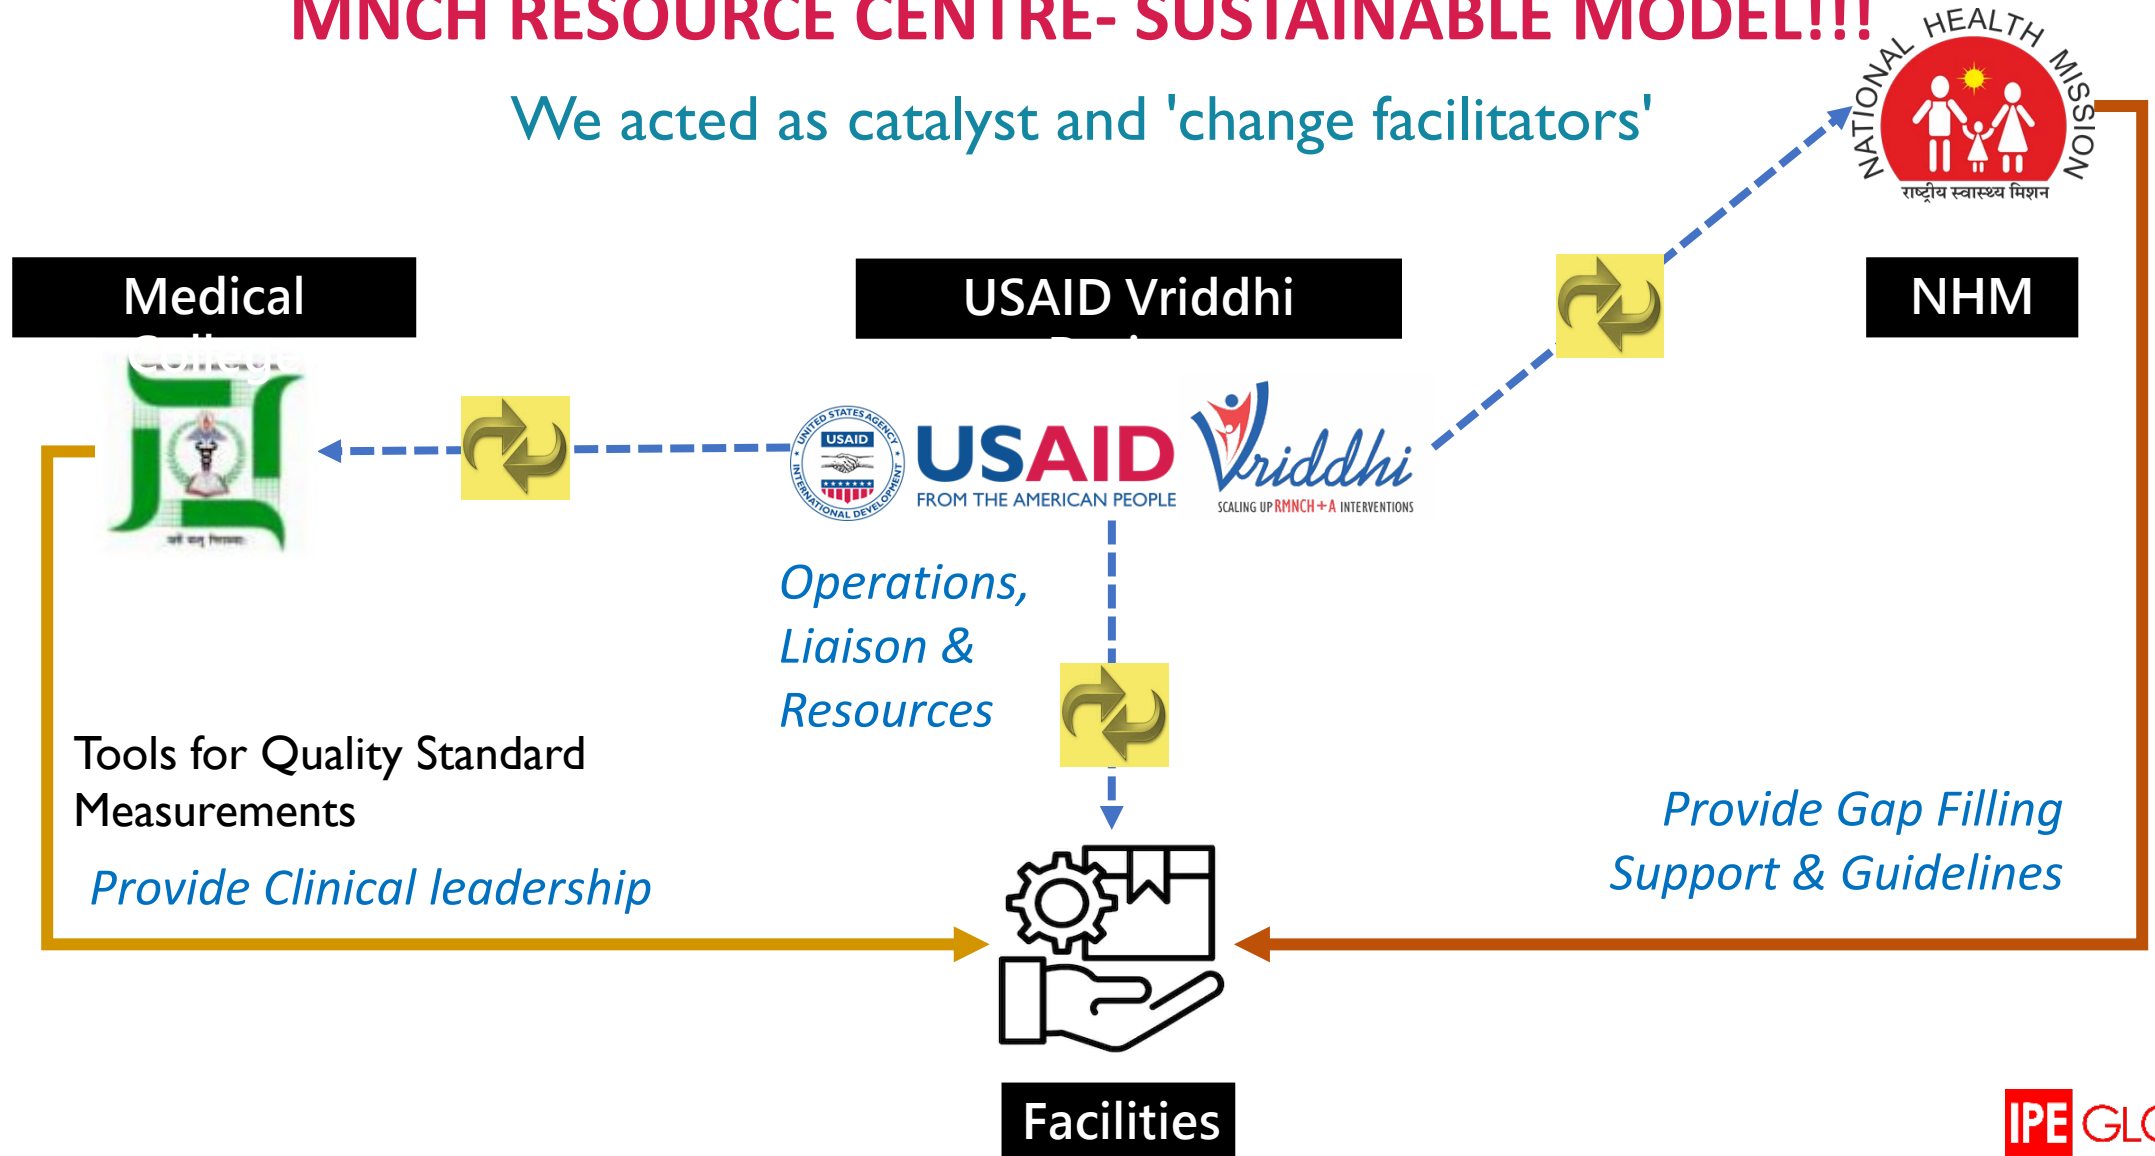 MNCH RESOURCE CENTRE- SUSTAINABLE MODEL!!!
We acted as catalyst and 'change facilitators'
NATIONAL HEALTH MISSION
राष्ट्रीय स्वास्थ्य मिशन
Medical
College
USAID Vriddhi
NHM
UNITED STATES AGENCY
USAID
INTERNATIONAL DEVELOPMENT
USAID
FROM THE AMERICAN PEOPLE
Vriddhi
SCALING UP RMNCH+A INTERVENTIONS
Operations,
Liaison &
Resources
Tools for Quality Standard
Measurements
Provide Clinical leadership
Provide Gap Filling
Support & Guidelines
Facilities
IPE